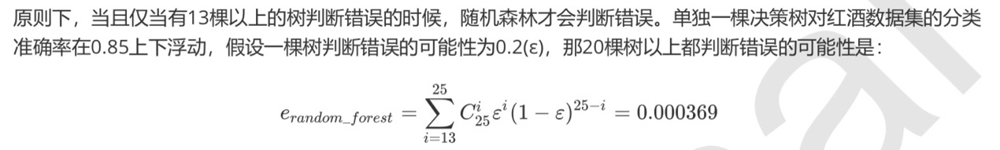 原则下，当且仅当有13棵以上的树判断错误的时候，随机森林才会判断错误。单独一棵决策树对红酒数据集的分类
准确率在0.85上下浮动，假设一棵树判断错误的可能性为0.2(ε)，那20棵树以上都判断错误的可能性是：
$e_{random\_forest} = \sum_{i=13}^{25} C_{25}^{i} \varepsilon^{i} (1 - \varepsilon)^{25-i} = 0.000369$